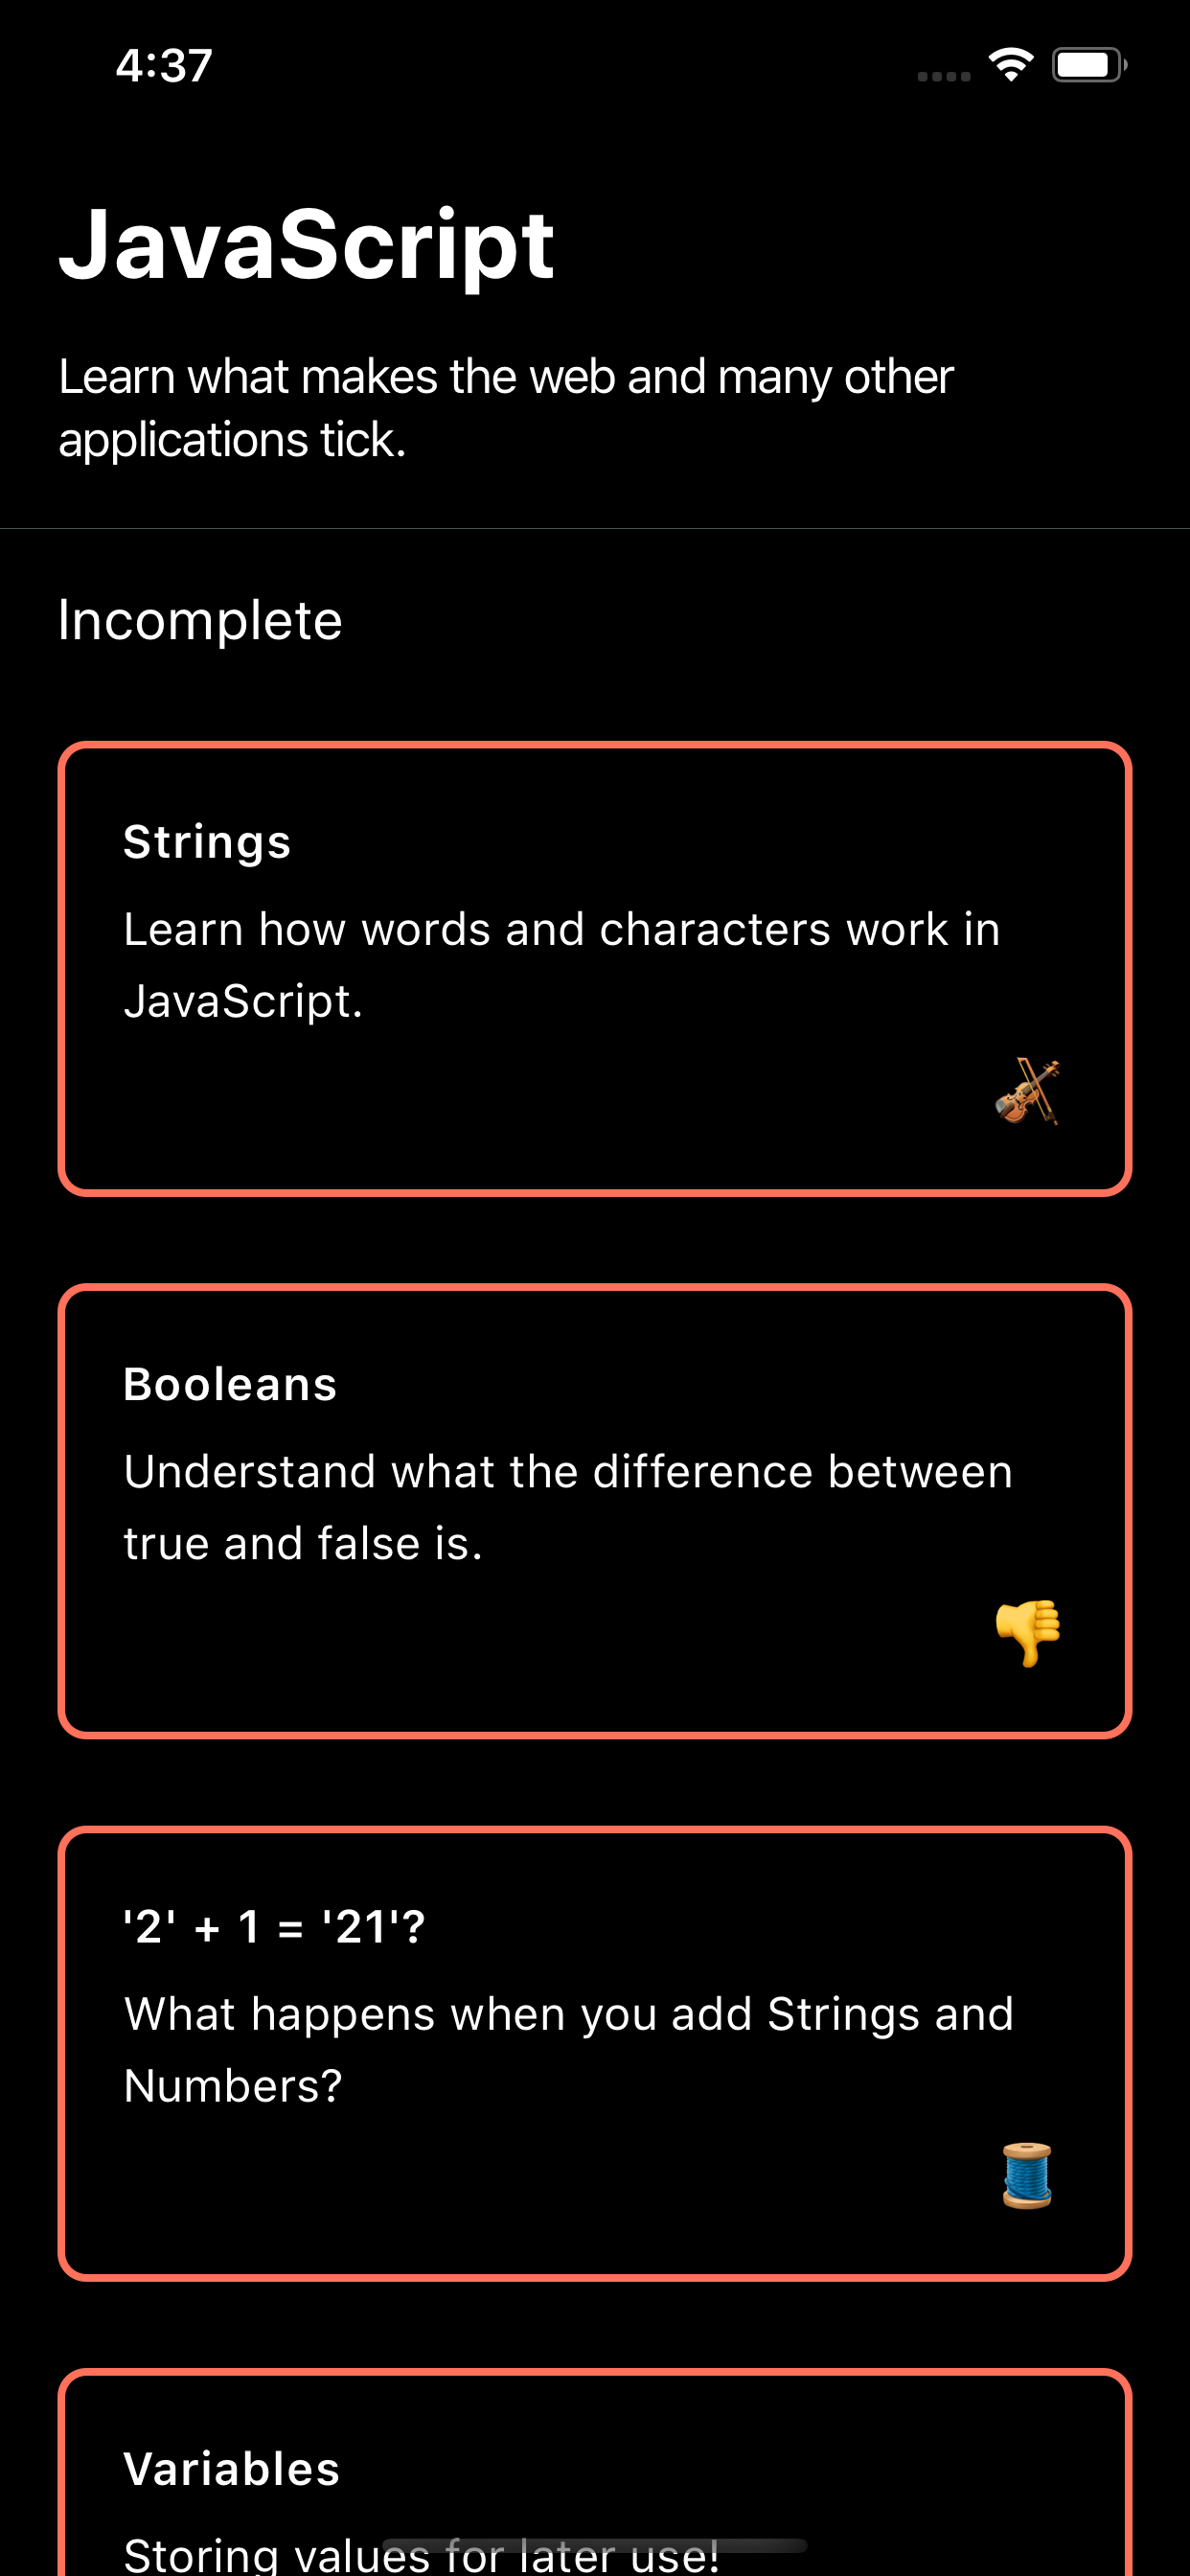 4:37
JavaScript
Learn what makes the web and many other
applications tick.
Incomplete
Strings
Learn how words and characters work in
JavaScript.
Booleans
Understand what the difference between
true and false is.
'2' + 1 = '21'?
What happens when you add Strings and
Numbers?
Variables
Storing values for later use!